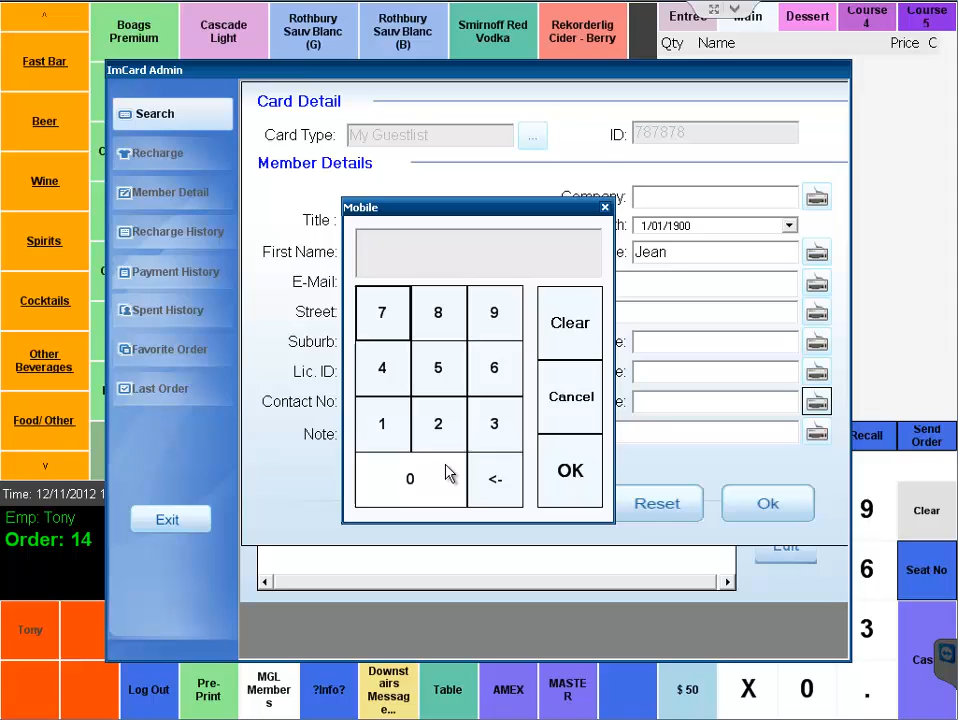 ^
Boags
Premium
Cascade
Light
Rothbury
Sauv Blanc
(G)
Rothbury
Sauv Blanc
(B)
Smirnoff Red
Vodka
Rekorderlig
Cider - Berry
Main
Dessert
Course
4
Course
5
Qty Name Price C
Fast Bar
Beer
Wine
Spirits
Cocktails
Other
Beverages
Food/ Other
v
ImCard Admin
Search
Recharge
Member Detail
Recharge History
Payment History
Spent History
Favorite Order
Last Order
Exit
Card Detail
Card Type: My Guestlist ... ID: 787878
Member Details
Company:
Title :
1/01/1900
First Name:
Jean
E-Mail:
Street:
Suburb:
Lic. ID:
Contact No:
Note:
Reset
Ok
Edit
Mobile
7 8 9
Clear
4 5 6
Cancel
1 2 3
0 <-
OK
Recall
Send
Order
9
Clear
6
Seat No
3
X 0 .
Time: 12/11/2012 1
Emp: Tony
Order: 14
Tony
Log Out
Pre-
Print
MGL
Member
s
?Info?
Downst
airs
Messag
e...
Table
AMEX
MASTE
R
$ 50